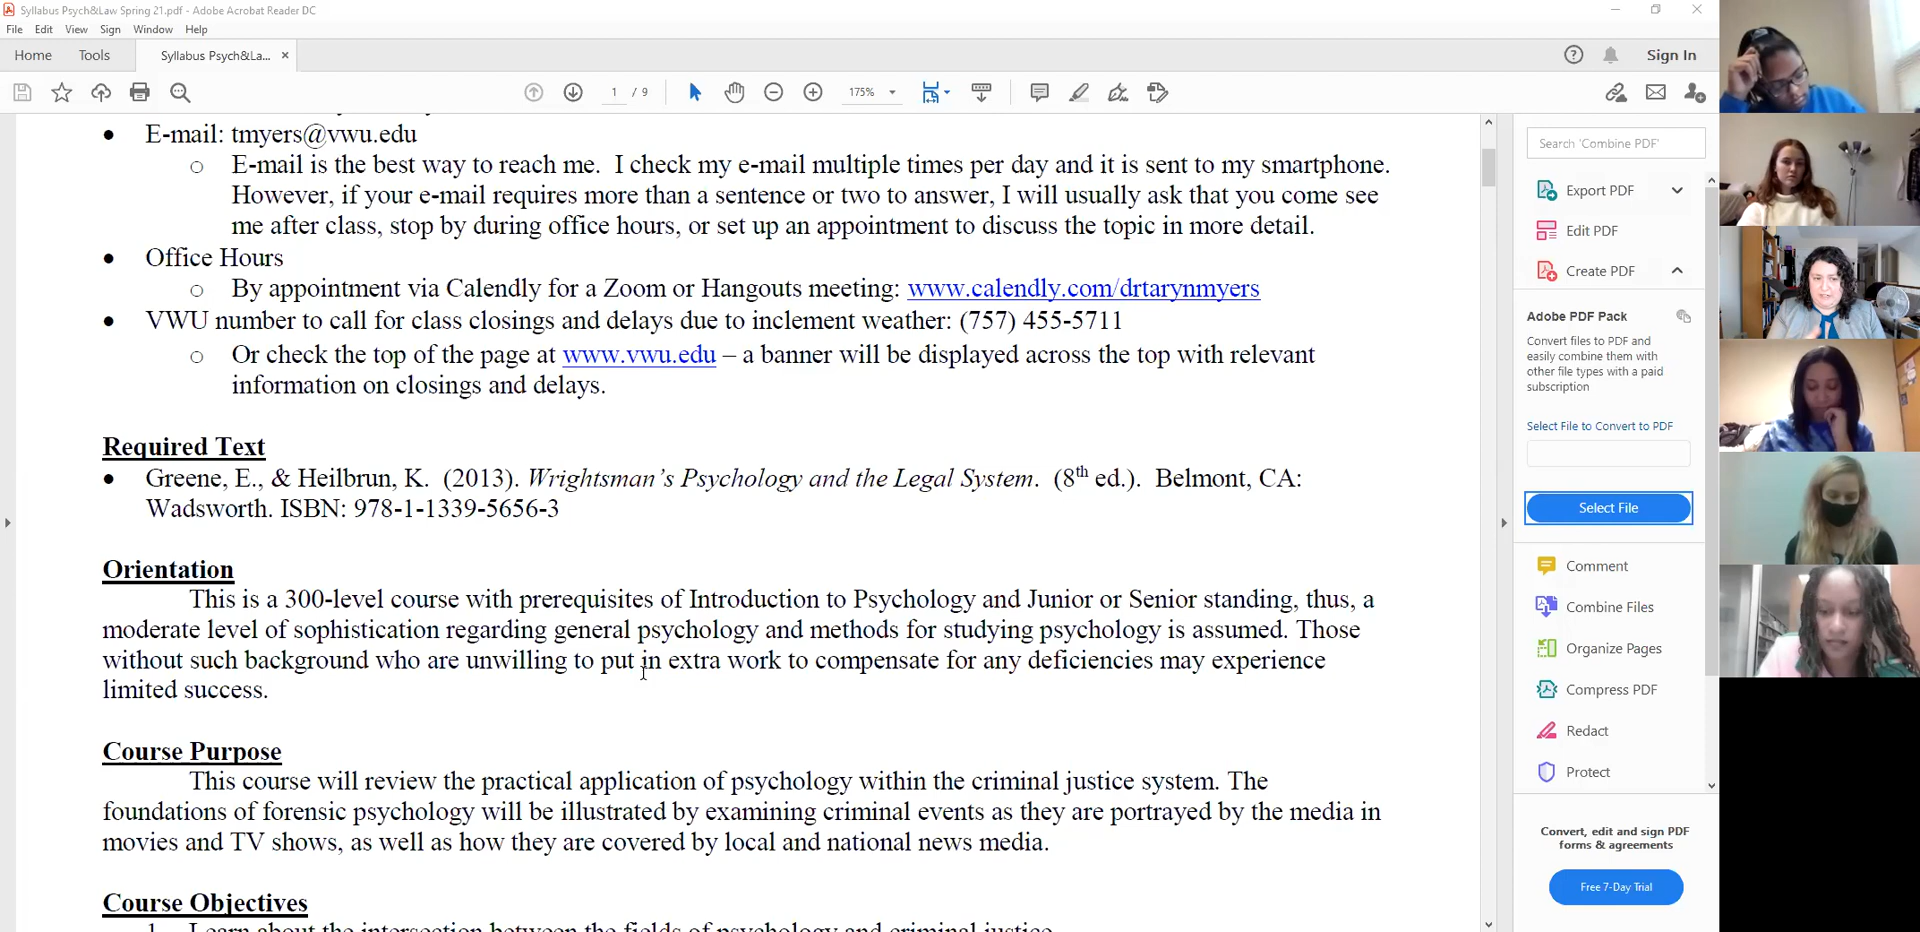 Syllabus Psych&Law Spring 21.pdf - Adobe Acrobat Reader DC
File Edit View Sign Window Help
Home Tools Syllabus Psych&La... × Sign In
1 / 9 175%
• E-mail: tmyers@vwu.edu
o E-mail is the best way to reach me. I check my e-mail multiple times per day and it is sent to my smartphone.
However, if your e-mail requires more than a sentence or two to answer, I will usually ask that you come see
me after class, stop by during office hours, or set up an appointment to discuss the topic in more detail.
• Office Hours
o By appointment via Calendly for a Zoom or Hangouts meeting: www.calendly.com/drtarynmyers
• VWU number to call for class closings and delays due to inclement weather: (757) 455-5711
o Or check the top of the page at www.vwu.edu – a banner will be displayed across the top with relevant
information on closings and delays.
Required Text
• Greene, E., & Heilbrun, K. (2013). Wrightsman's Psychology and the Legal System. (8th ed.). Belmont, CA:
Wadsworth. ISBN: 978-1-1339-5656-3
Orientation
This is a 300-level course with prerequisites of Introduction to Psychology and Junior or Senior standing, thus, a
moderate level of sophistication regarding general psychology and methods for studying psychology is assumed. Those
without such background who are unwilling to put in extra work to compensate for any deficiencies may experience
limited success.
Course Purpose
This course will review the practical application of psychology within the criminal justice system. The
foundations of forensic psychology will be illustrated by examining criminal events as they are portrayed by the media in
movies and TV shows, as well as how they are covered by local and national news media.
Course Objectives
1. Learn about the intersection between the fields of psychology and criminal justice
Search 'Combine PDF'
Export PDF
Edit PDF
Create PDF
Adobe PDF Pack
Convert files to PDF and
easily combine them with
other file types with a paid
subscription
Select File to Convert to PDF
Select File
Comment
Combine Files
Organize Pages
Compress PDF
Redact
Protect
Convert, edit and sign PDF
forms & agreements
Free 7-Day Trial